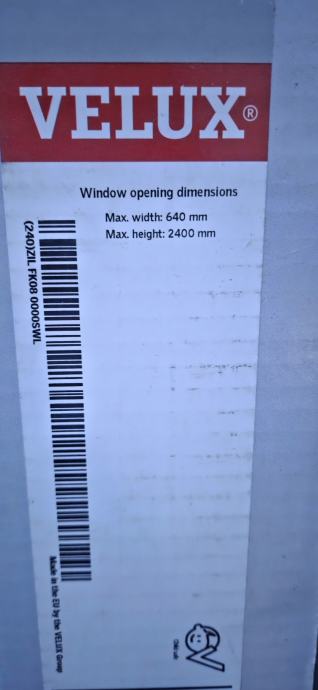 VELUX®
Window opening dimensions
Max. width: 640 mm
Max. height: 2400 mm
(240)ZIL FK08 0000SWL
Made in the EU by the VELUX Group